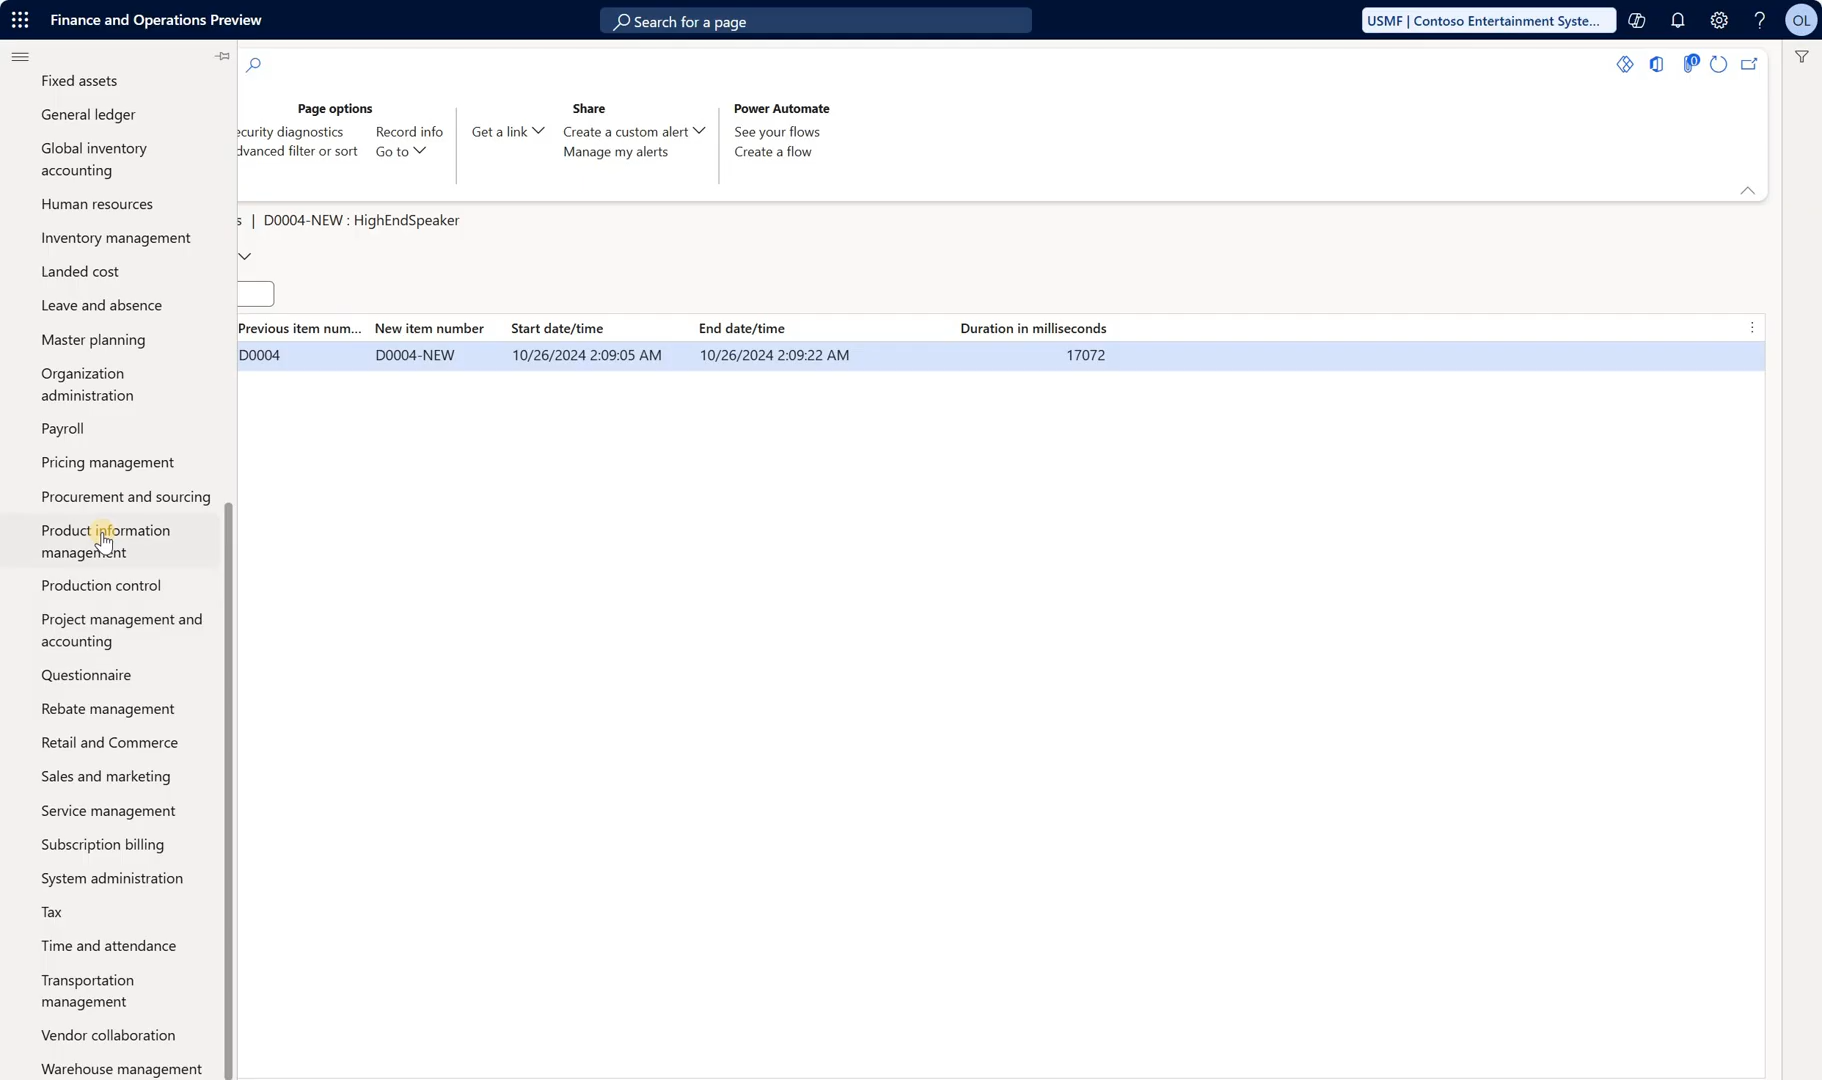 Finance and Operations Preview
Search for a page
USMF | Contoso Entertainment Syste...
OL
Fixed assets
General ledger
Global inventory
accounting
Human resources
Inventory management
Landed cost
Leave and absence
Master planning
Organization
administration
Payroll
Pricing management
Procurement and sourcing
Product information
management
Production control
Project management and
accounting
Questionnaire
Rebate management
Retail and Commerce
Sales and marketing
Service management
Subscription billing
System administration
Tax
Time and attendance
Transportation
management
Vendor collaboration
Warehouse management
0
Page options
Share
Power Automate
ecurity diagnostics
Record info
Get a link
Create a custom alert
See your flows
dvanced filter or sort
Go to
Manage my alerts
Create a flow
s | D0004-NEW : HighEndSpeaker
Previous item num...
New item number
Start date/time
End date/time
Duration in milliseconds
D0004
D0004-NEW
10/26/2024 2:09:05 AM
10/26/2024 2:09:22 AM
17072